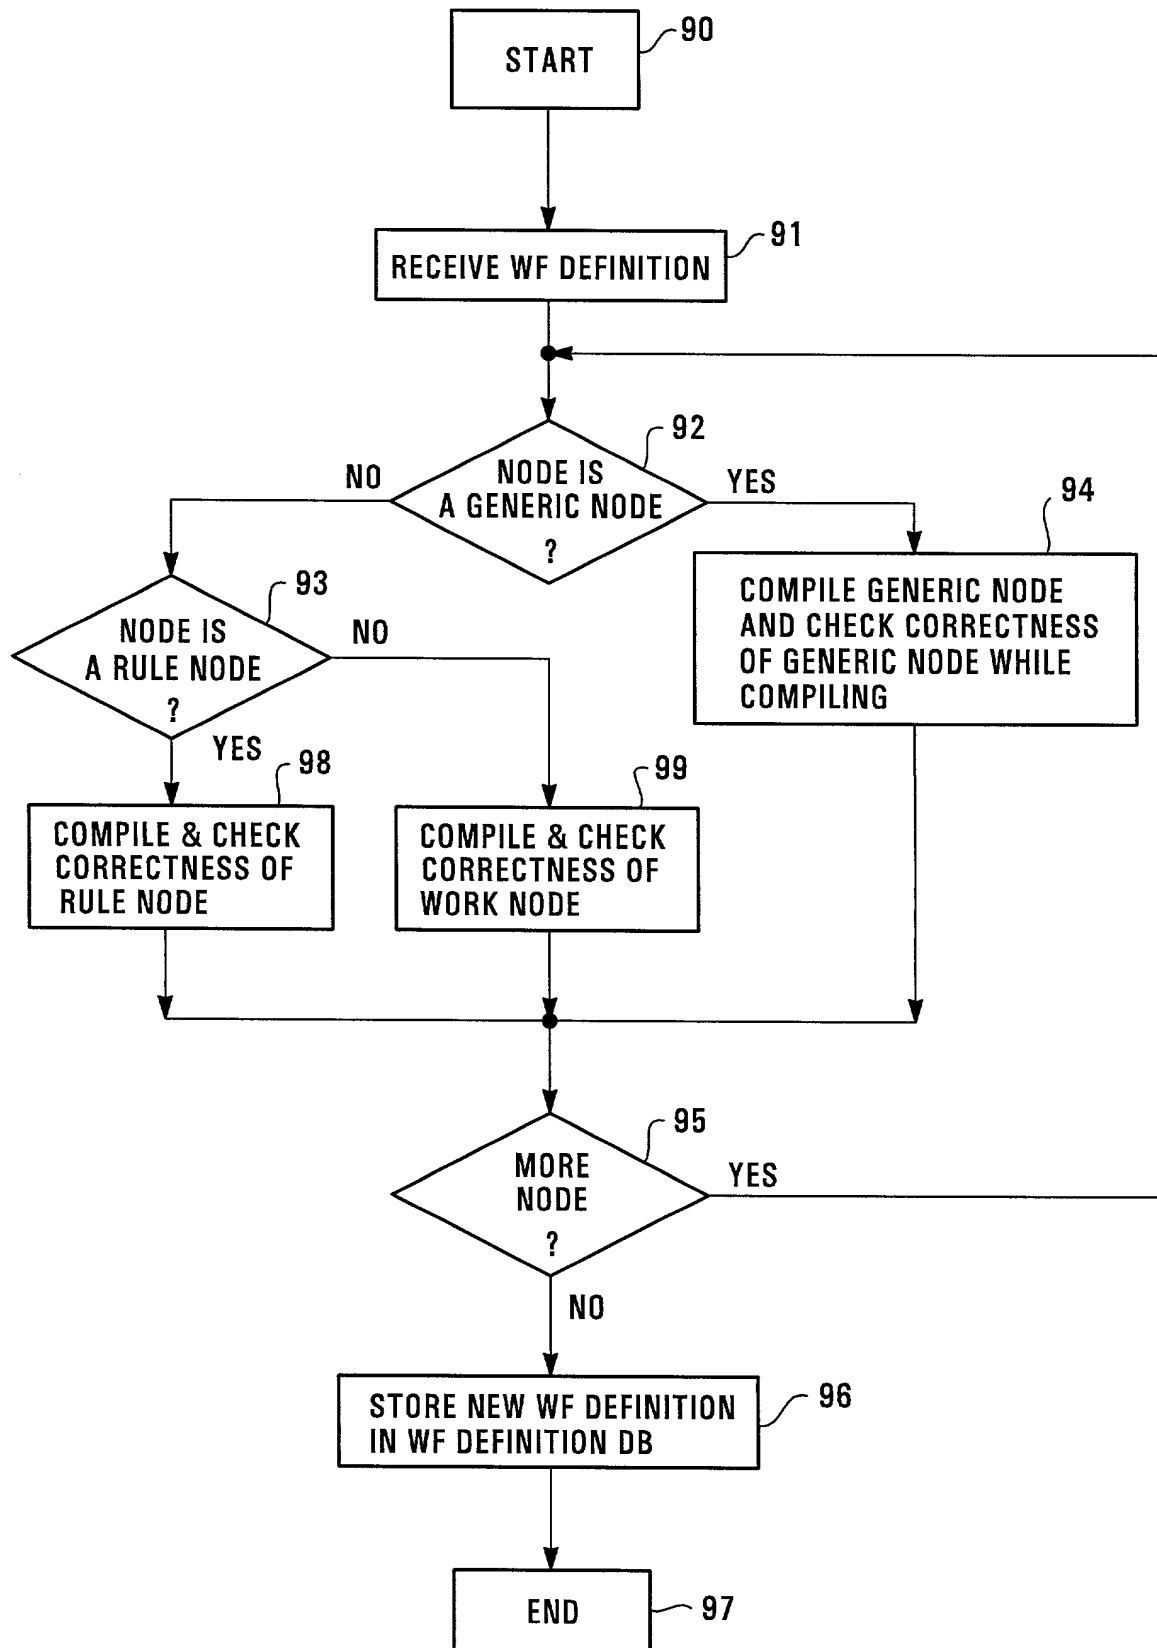 START
90
RECEIVE WF DEFINITION
91
92
NODE IS
A GENERIC NODE
?
NO
YES
94
COMPILE GENERIC NODE
AND CHECK CORRECTNESS
OF GENERIC NODE WHILE
COMPILING
93
NODE IS
A RULE NODE
?
NO
YES
98
COMPILE & CHECK
CORRECTNESS OF
RULE NODE
99
COMPILE & CHECK
CORRECTNESS OF
WORK NODE
95
MORE
NODE
?
YES
NO
STORE NEW WF DEFINITION
IN WF DEFINITION DB
96
END
97